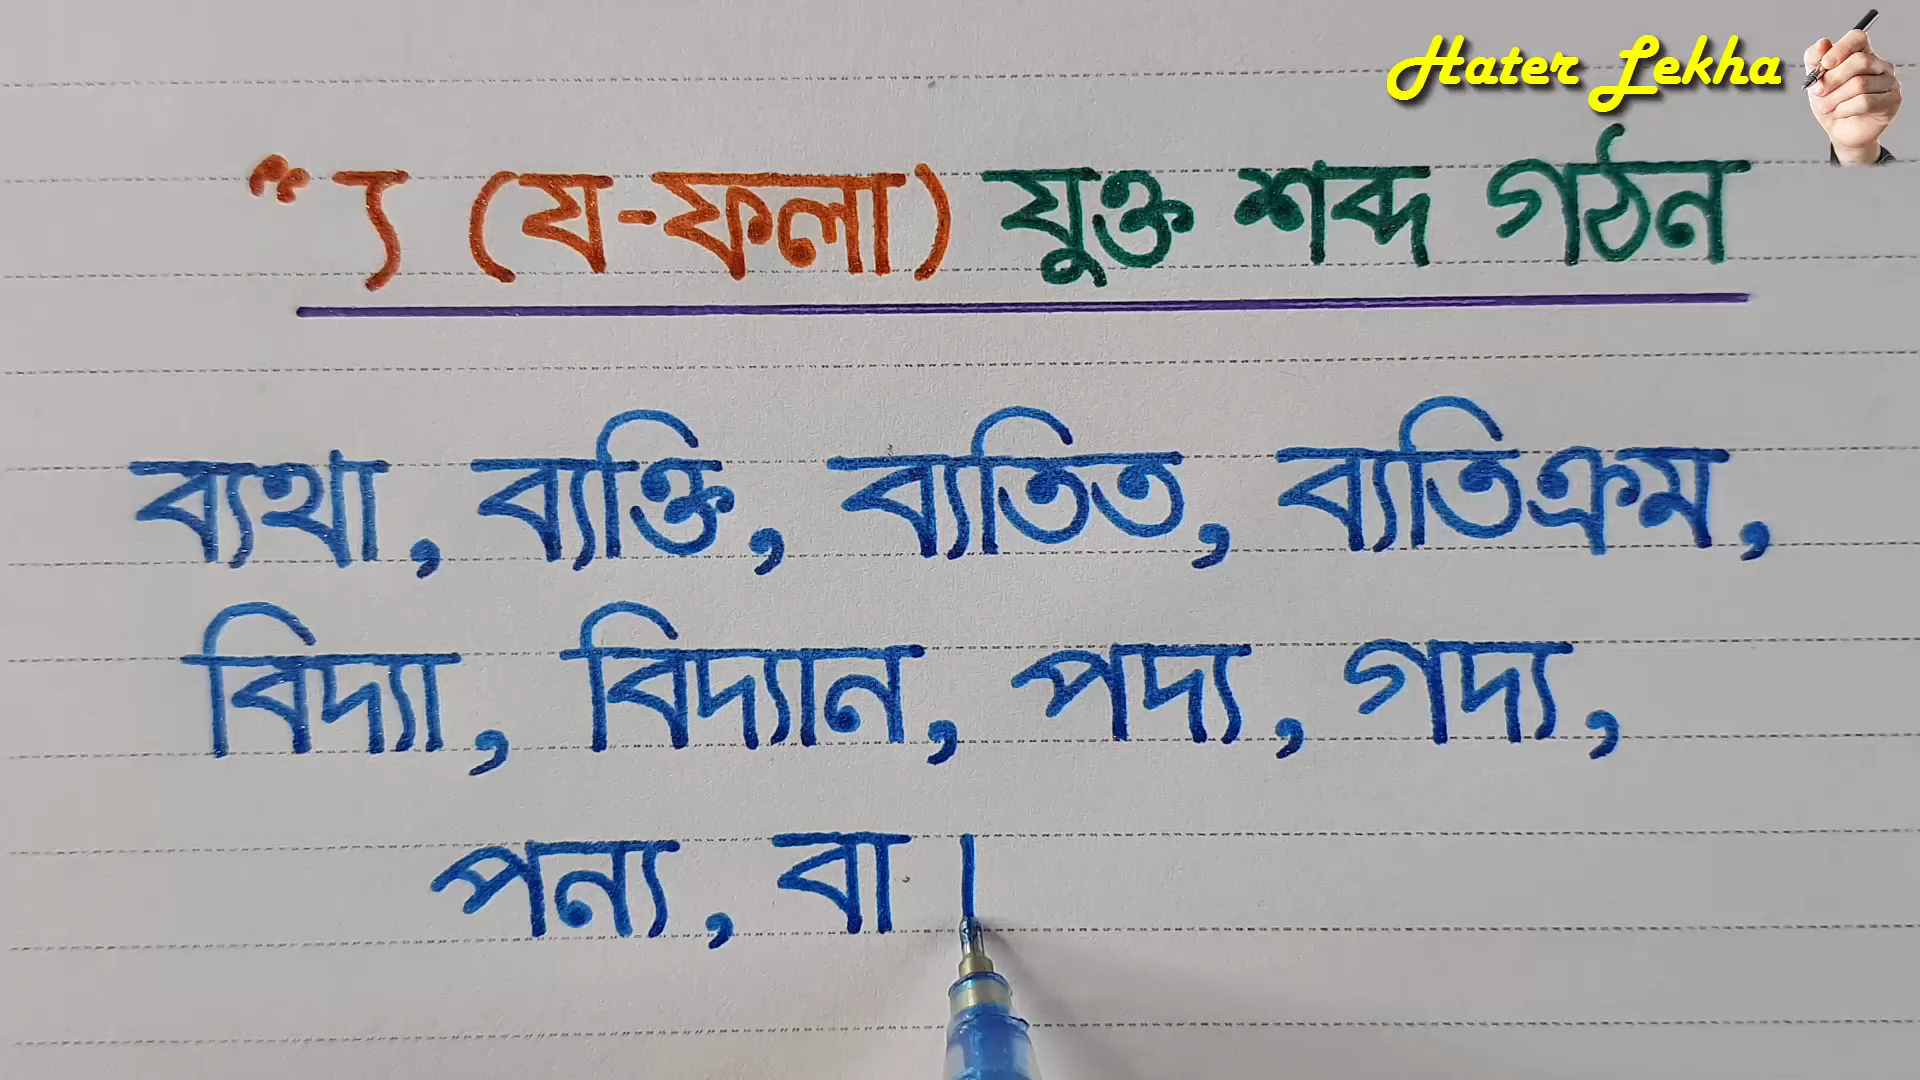 Hater Lekha
“্য (য-ফলা) যুক্ত শব্দ গঠন
ব্যথা, ব্যক্তি, ব্যতিত, ব্যতিক্রম,
বিদ্যা, বিদ্যান, পদ্য, গদ্য,
পন্য, বা